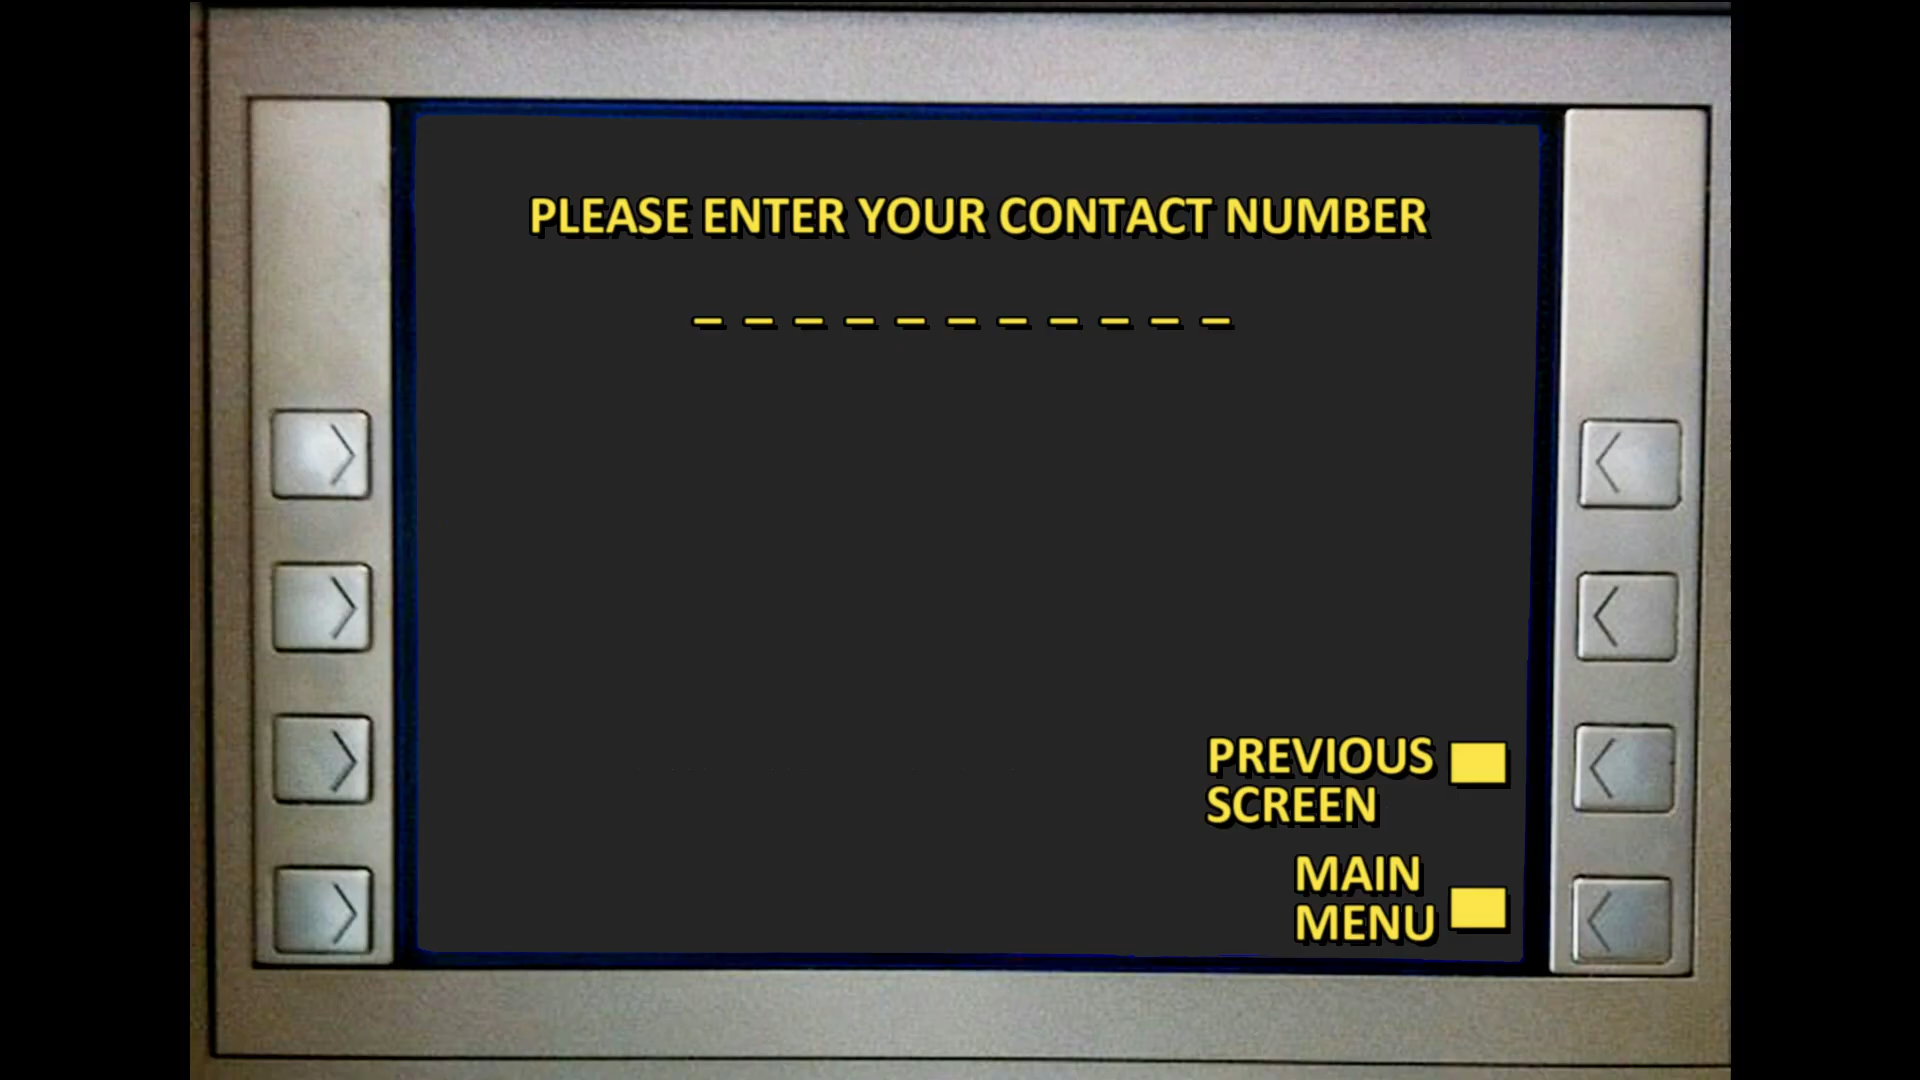 PLEASE ENTER YOUR CONTACT NUMBER
_ _ _ _ _ _ _ _ _ _ _
PREVIOUS
SCREEN
MAIN
MENU